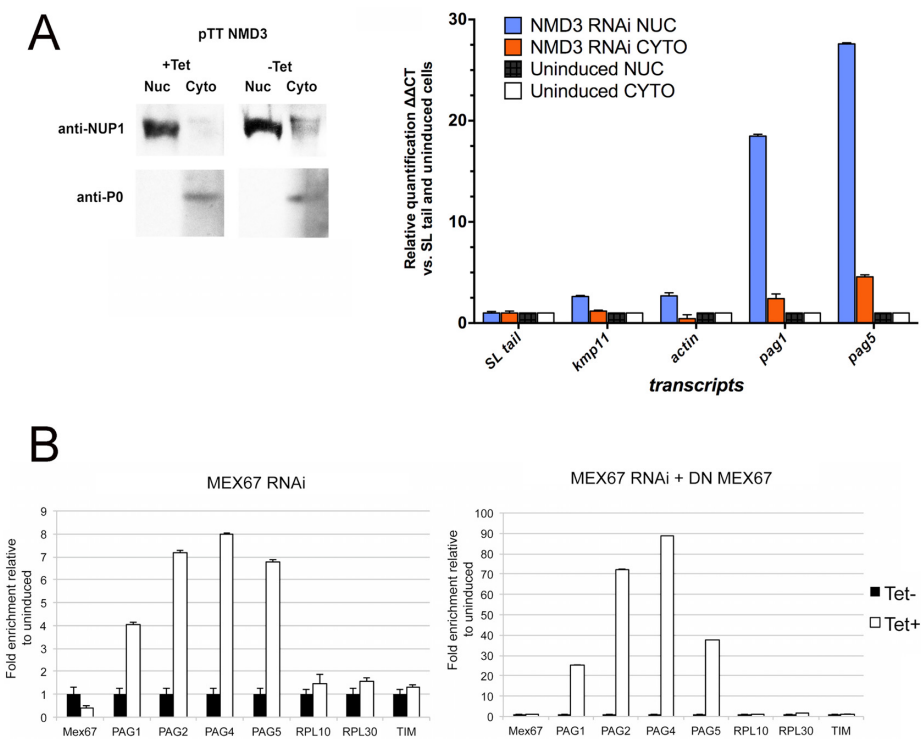 A
pTT NMD3
+Tet -Tet
Nuc Cyto Nuc Cyto
anti-NUP1
anti-P0
Relative quantification ΔΔCT
vs. SL tail and uninduced cells
30
20
10
0
NMD3 RNAi NUC
NMD3 RNAi CYTO
Uninduced NUC
Uninduced CYTO
SL tail kmp11 actin pag1 pag5
transcripts
B
MEX67 RNAi
Fold enrichment relative
to uninduced
9
8
7
6
5
4
3
2
1
0
Mex67 PAG1 PAG2 PAG4 PAG5 RPL10 RPL30 TIM
MEX67 RNAi + DN MEX67
Fold enrichment relative
to uninduced
100
90
80
70
60
50
40
30
20
10
0
Mex67 PAG1 PAG2 PAG4 PAG5 RPL10 RPL30 TIM
Tet-
Tet+